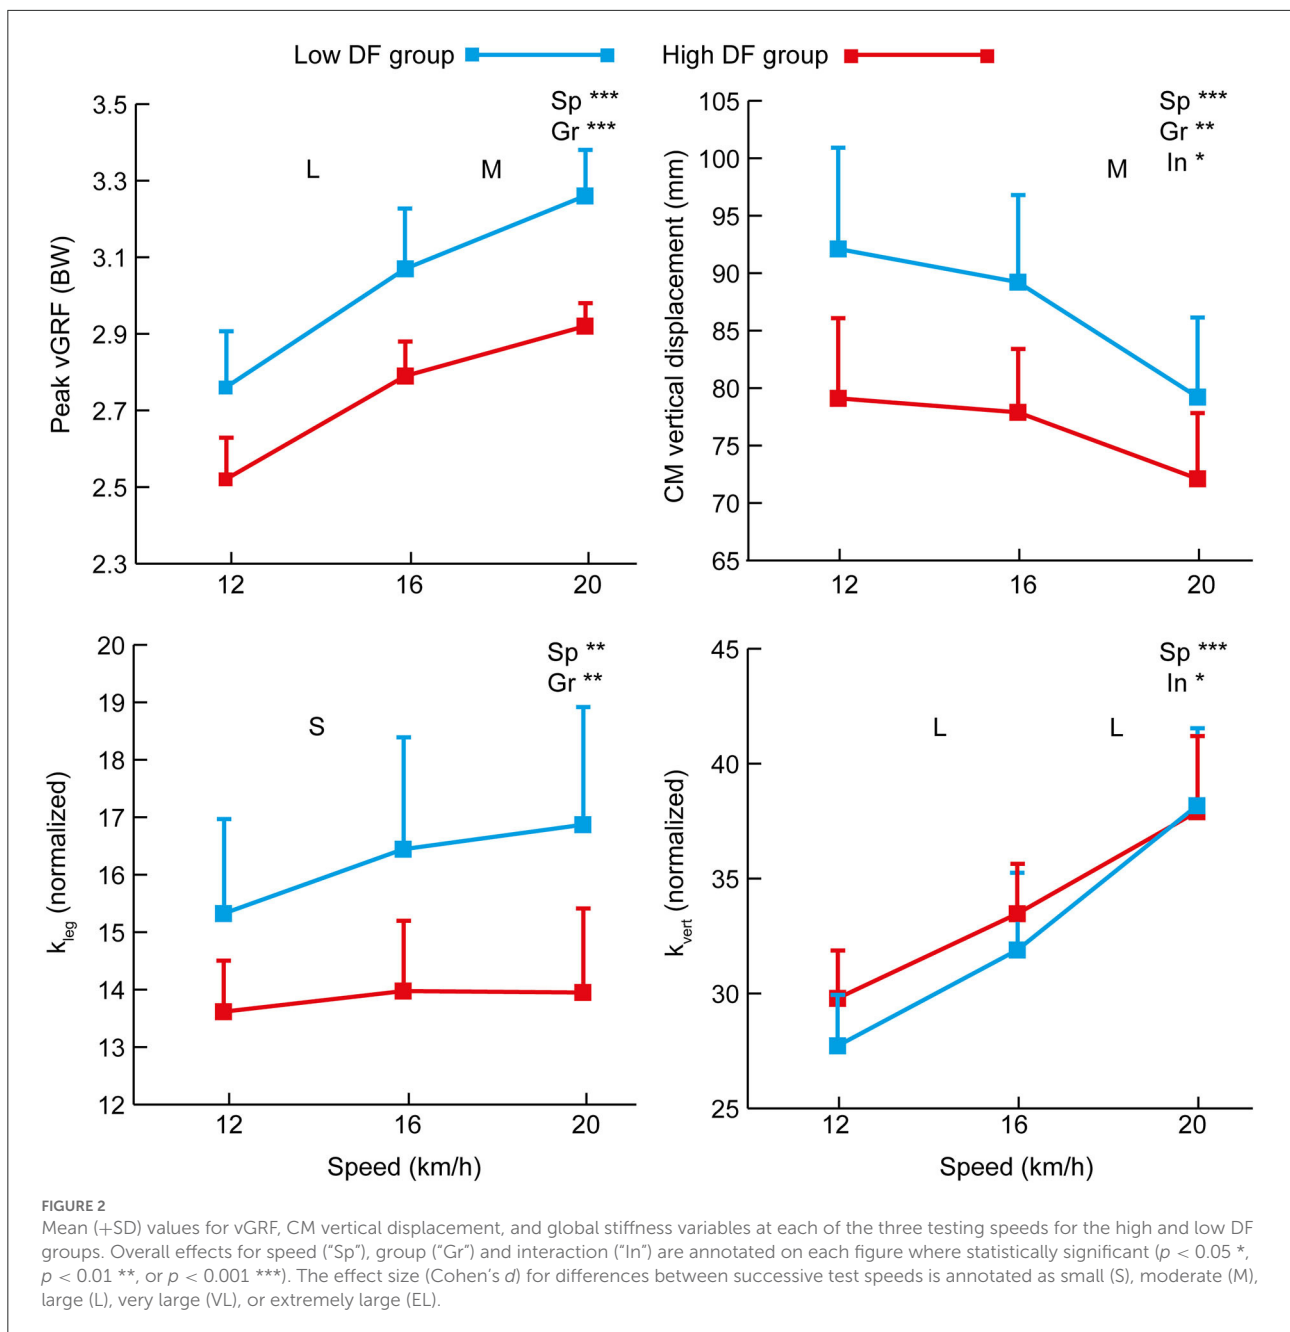 Low DF group
High DF group
3.5
3.3
3.1
2.9
2.7
2.5
2.3
Peak vGRF (BW)
L
M
Sp ***
Gr ***
12
16
20
105
100
95
90
85
80
75
70
65
CM vertical displacement (mm)
M
Sp ***
Gr **
In *
12
16
20
20
19
18
17
16
15
14
13
12
kleg (normalized)
S
Sp **
Gr **
12
16
20
Speed (km/h)
45
40
35
30
25
kvert (normalized)
L
L
Sp ***
In *
12
16
20
Speed (km/h)
FIGURE 2
Mean (+SD) values for vGRF, CM vertical displacement, and global stiffness variables at each of the three testing speeds for the high and low DF
groups. Overall effects for speed (“Sp”), group (“Gr”) and interaction (“In”) are annotated on each figure where statistically significant (p < 0.05 *,
p < 0.01 **, or p < 0.001 ***). The effect size (Cohen’s d) for differences between successive test speeds is annotated as small (S), moderate (M),
large (L), very large (VL), or extremely large (EL).